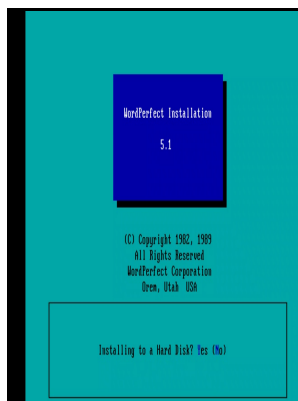 WordPerfect Installation
5.1
(C) Copyright 1982, 1989
All Rights Reserved
WordPerfect Corporation
Orem, Utah  USA
Installing to a Hard Disk? Yes (No)